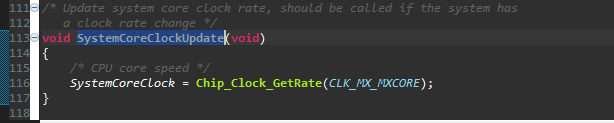 111 /* Update system core clock rate, should be called if the system has
112 a clock rate change */
113 void SystemCoreClockUpdate(void)
114 {
115 /* CPU core speed */
116 SystemCoreClock = Chip_Clock_GetRate(CLK_MX_MXCORE);
117 }
118